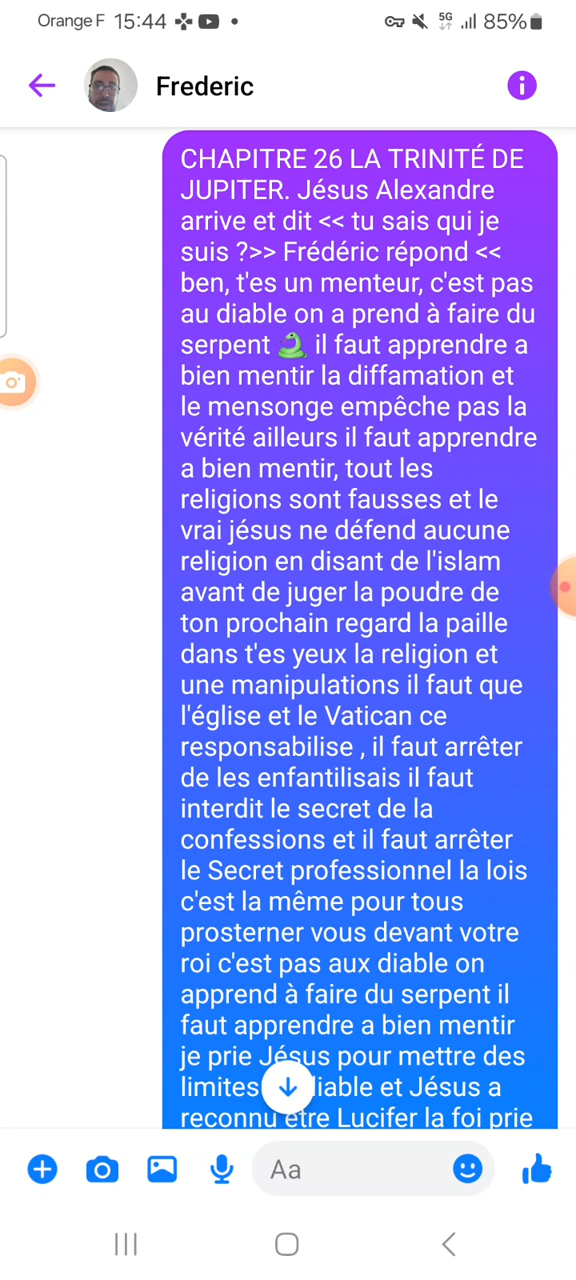 Orange F 15:44
5G 85%
Frederic
CHAPITRE 26 LA TRINITÉ DE
JUPITER. Jésus Alexandre
arrive et dit << tu sais qui je
suis ?>> Frédéric répond <<
ben, t'es un menteur, c'est pas
au diable on a prend à faire du
serpent 🐍 il faut apprendre a
bien mentir la diffamation et
le mensonge empêche pas la
vérité ailleurs il faut apprendre
a bien mentir, tout les
religions sont fausses et le
vrai jésus ne défend aucune
religion en disant de l'islam
avant de juger la poudre de
ton prochain regard la paille
dans t'es yeux la religion et
une manipulations il faut que
l'église et le Vatican ce
responsabilise , il faut arrêter
de les enfantilisais il faut
interdit le secret de la
confessions et il faut arrêter
le Secret professionnel la lois
c'est la même pour tous
prosterner vous devant votre
roi c'est pas aux diable on
apprend à faire du serpent il
faut apprendre a bien mentir
je prie Jésus pour mettre des
limites diable et Jésus a
reconnu être Lucifer la foi prie
Aa